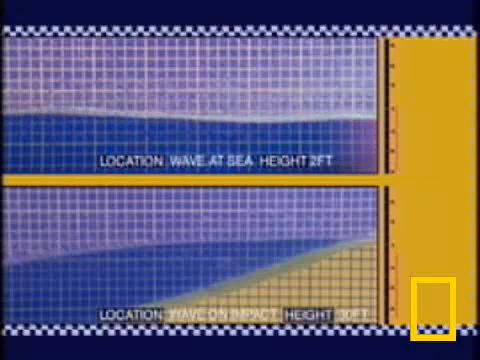 LOCATION: WAVE AT SEA HEIGHT 2FT
LOCATION: WAVE ON IMPACT HEIGHT: 30FT